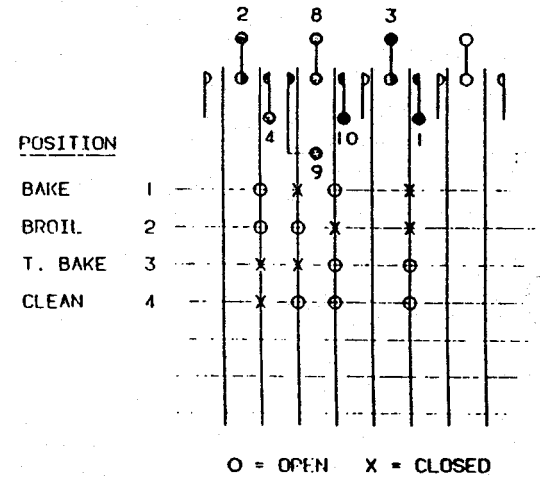 2 8 3
4 10 1
9
POSITION
BAKE 1
BROIL 2
T. BAKE 3
CLEAN 4
O = OPEN X = CLOSED